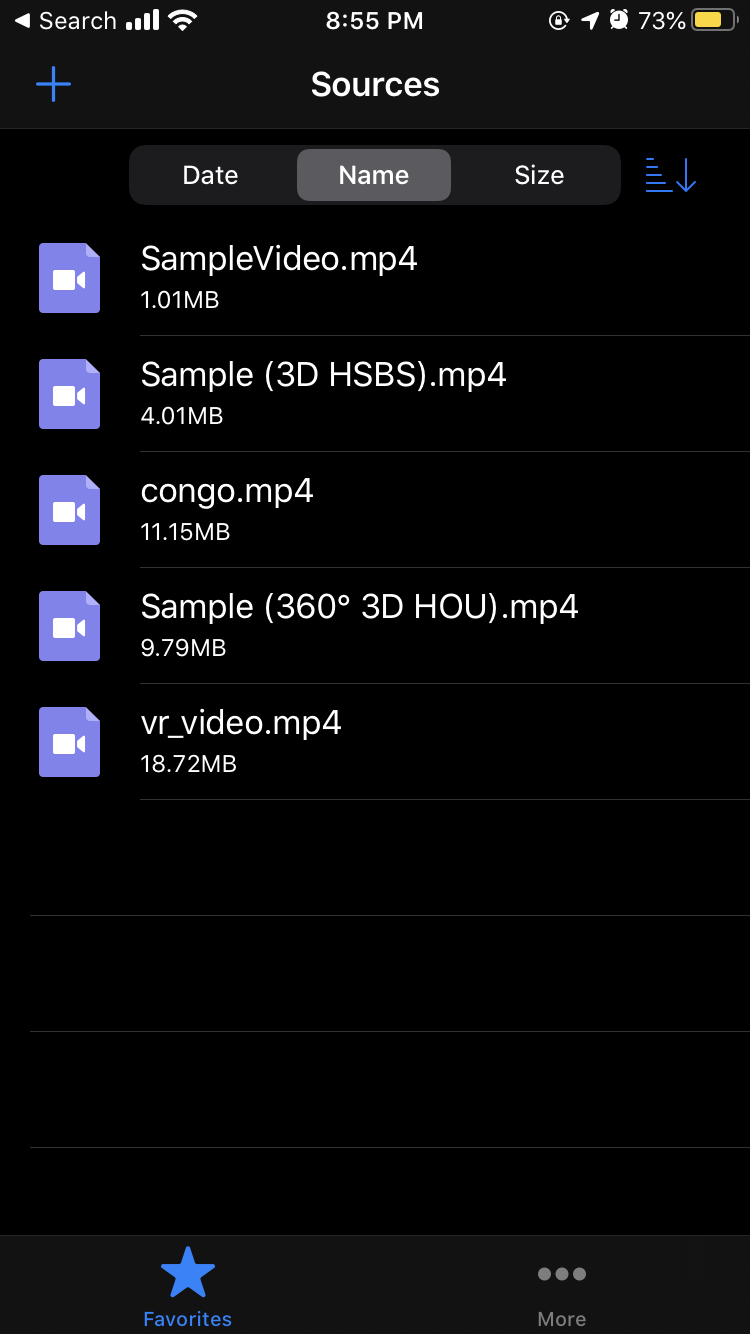 Search 8:55 PM 73%
Sources
Date Name Size
SampleVideo.mp4
1.01MB
Sample (3D HSBS).mp4
4.01MB
congo.mp4
11.15MB
Sample (360° 3D HOU).mp4
9.79MB
vr_video.mp4
18.72MB
Favorites More